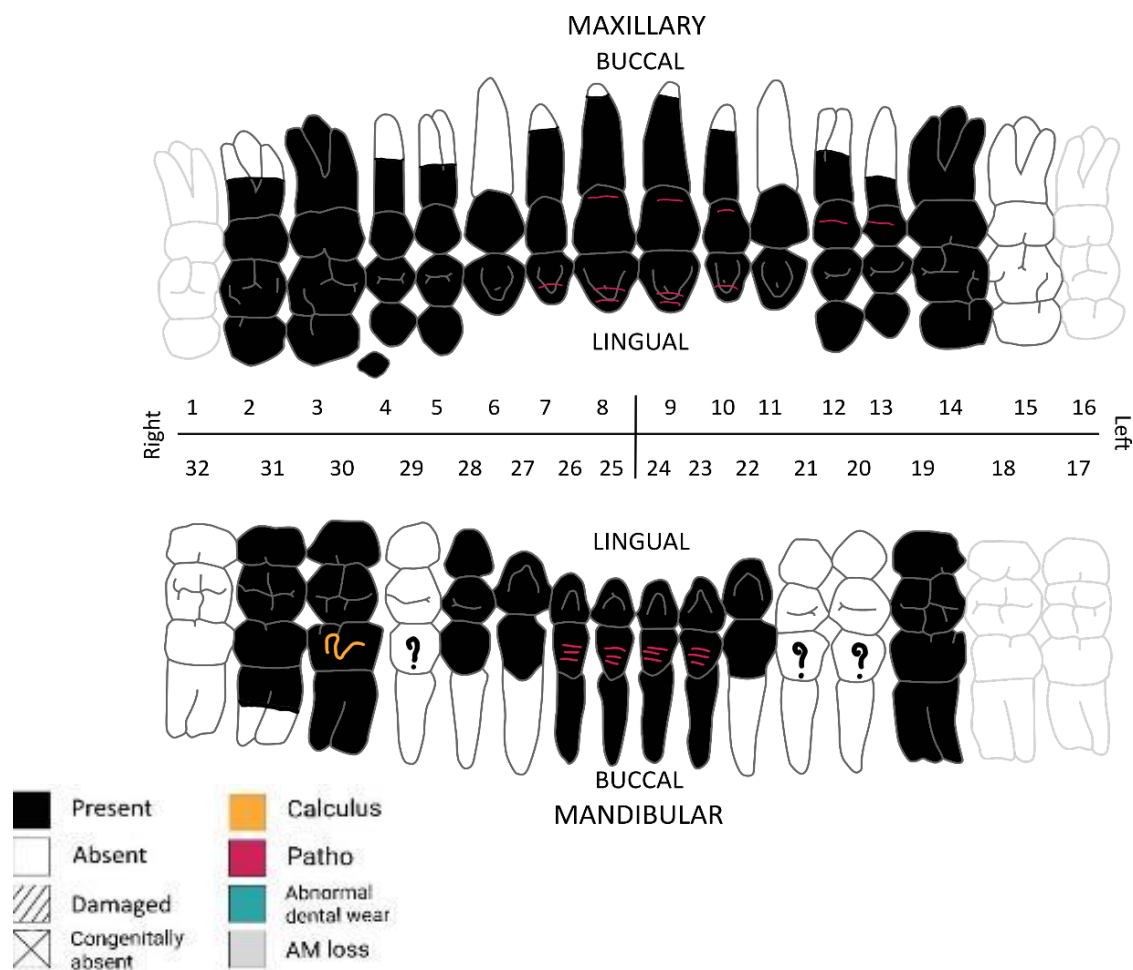 MAXILLARY
BUCCAL
LINGUAL
Right
1 2 3 4 5 6 7 8 9 10 11 12 13 14 15 16
32 31 30 29 28 27 26 25 24 23 22 21 20 19 18 17
Left
LINGUAL
? ? ?
BUCCAL
MANDIBULAR
Present
Absent
Damaged
Congenitally
absent
Calculus
Patho
Abnormal
dental wear
AM loss